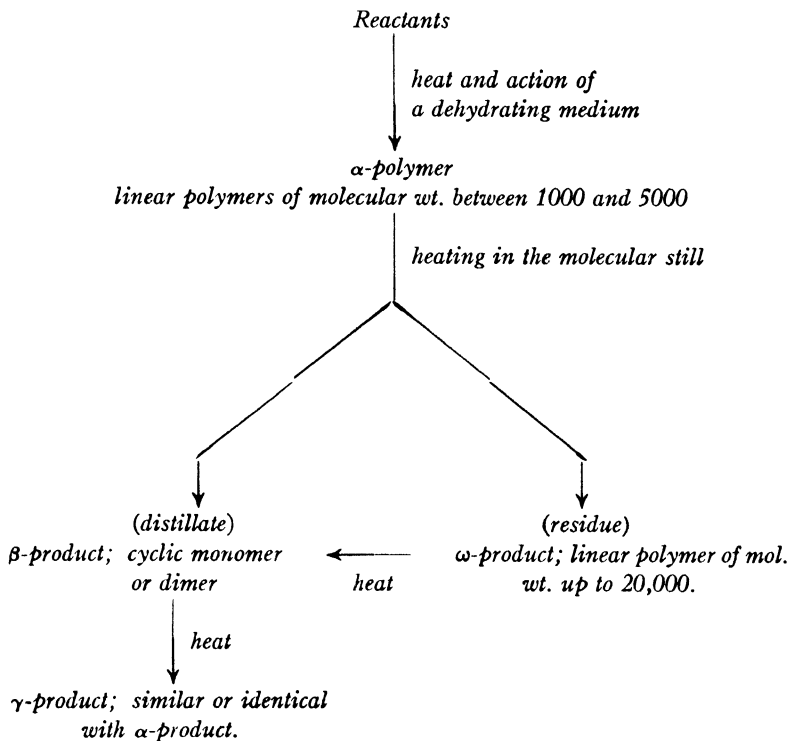 Reactants
heat and action of
a dehydrating medium
α-polymer
linear polymers of molecular wt. between 1000 and 5000
heating in the molecular still
(distillate)
β-product; cyclic monomer
or dimer
(residue)
ω-product; linear polymer of mol.
wt. up to 20,000.
heat
heat
γ-product; similar or identical
with α-product.